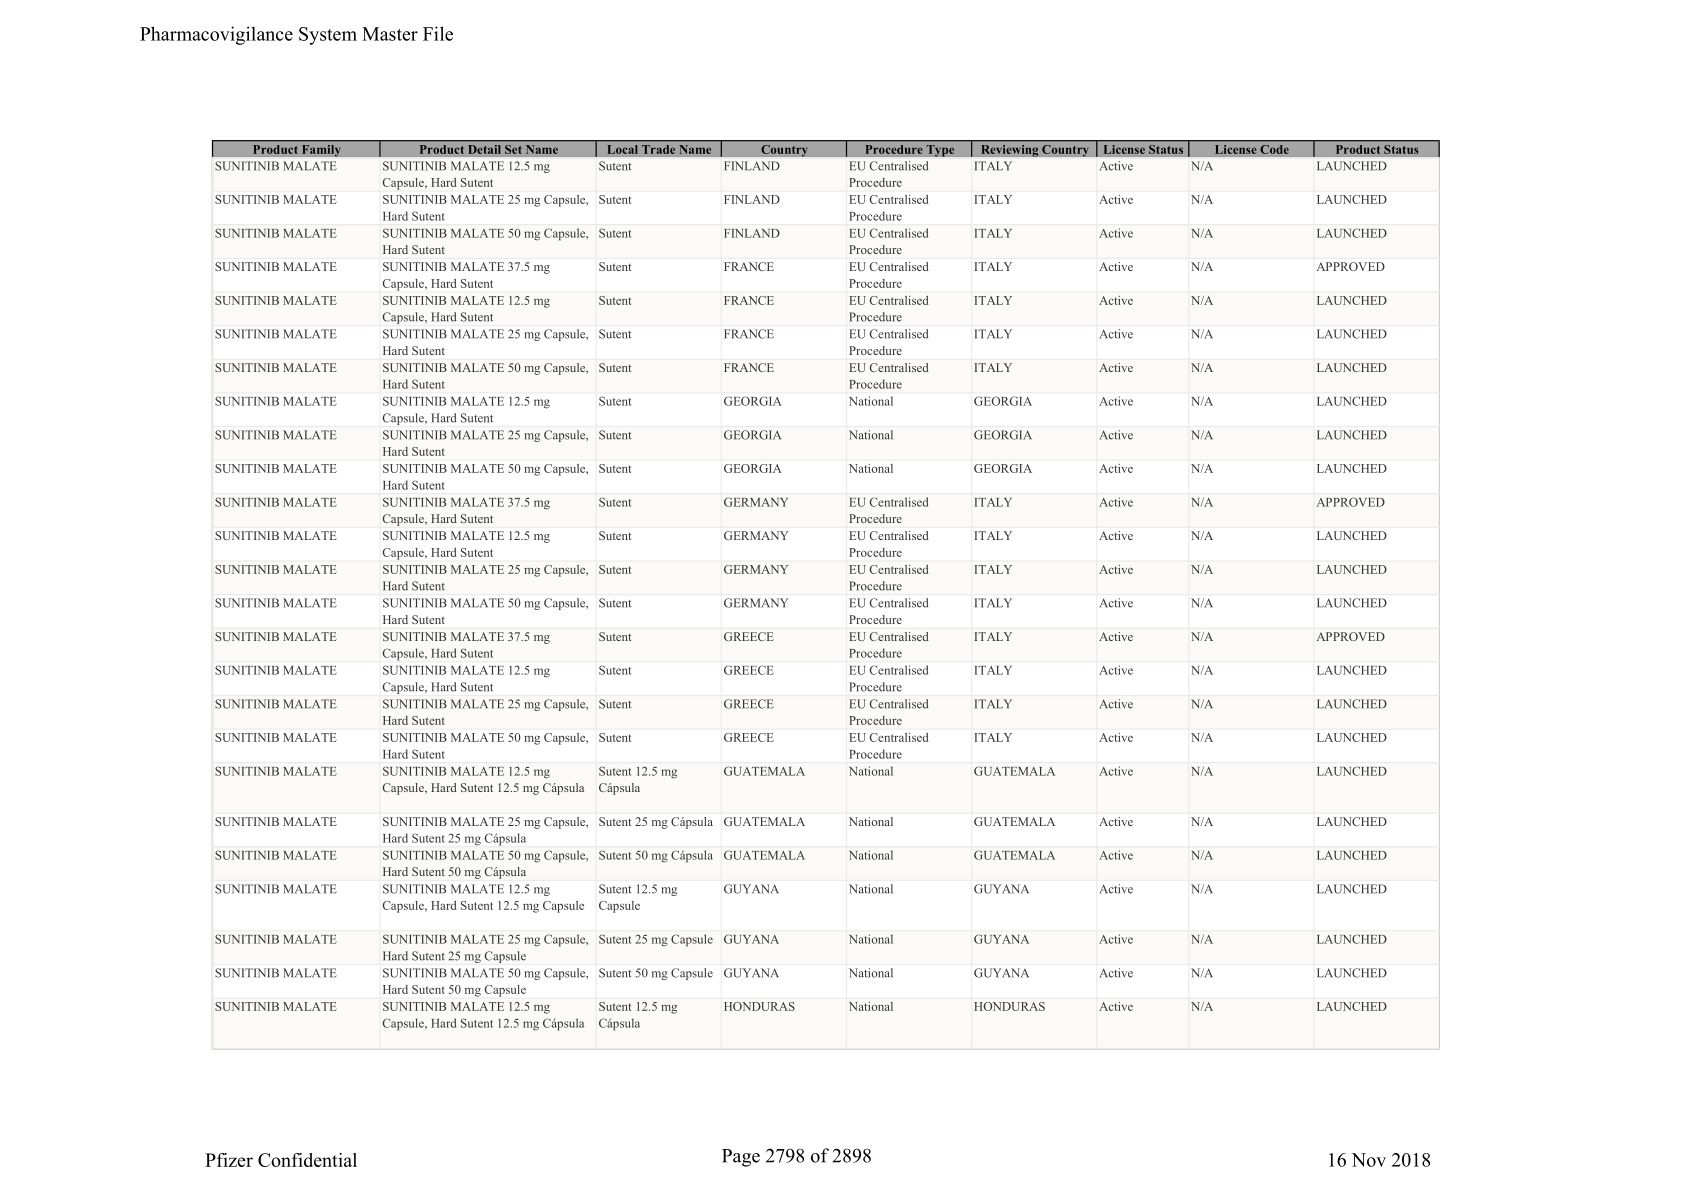 Pharmacovigilance System Master File
Product Family Product Detail Set Name Local Trade Name Country Procedure Type Reviewing Country License Status License Code Product Status
SUNITINIB MALATE SUNITINIB MALATE 12.5 mg Sutent FINLAND EU Centralised ITALY Active N/A LAUNCHED
Capsule, Hard Sutent Procedure
SUNITINIB MALATE SUNITINIB MALATE 25 mg Capsule, Sutent FINLAND EU Centralised ITALY Active N/A LAUNCHED
Hard Sutent Procedure
SUNITINIB MALATE SUNITINIB MALATE 50 mg Capsule, Sutent FINLAND EU Centralised ITALY Active N/A LAUNCHED
Hard Sutent Procedure
SUNITINIB MALATE SUNITINIB MALATE 37.5 mg Sutent FRANCE EU Centralised ITALY Active N/A APPROVED
Capsule, Hard Sutent Procedure
SUNITINIB MALATE SUNITINIB MALATE 12.5 mg Sutent FRANCE EU Centralised ITALY Active N/A LAUNCHED
Capsule, Hard Sutent Procedure
SUNITINIB MALATE SUNITINIB MALATE 25 mg Capsule, Sutent FRANCE EU Centralised ITALY Active N/A LAUNCHED
Hard Sutent Procedure
SUNITINIB MALATE SUNITINIB MALATE 50 mg Capsule, Sutent FRANCE EU Centralised ITALY Active N/A LAUNCHED
Hard Sutent Procedure
SUNITINIB MALATE SUNITINIB MALATE 12.5 mg Sutent GEORGIA National GEORGIA Active N/A LAUNCHED
Capsule, Hard Sutent
SUNITINIB MALATE SUNITINIB MALATE 25 mg Capsule, Sutent GEORGIA National GEORGIA Active N/A LAUNCHED
Hard Sutent
SUNITINIB MALATE SUNITINIB MALATE 50 mg Capsule, Sutent GEORGIA National GEORGIA Active N/A LAUNCHED
Hard Sutent
SUNITINIB MALATE SUNITINIB MALATE 37.5 mg Sutent GERMANY EU Centralised ITALY Active N/A APPROVED
Capsule, Hard Sutent Procedure
SUNITINIB MALATE SUNITINIB MALATE 12.5 mg Sutent GERMANY EU Centralised ITALY Active N/A LAUNCHED
Capsule, Hard Sutent Procedure
SUNITINIB MALATE SUNITINIB MALATE 25 mg Capsule, Sutent GERMANY EU Centralised ITALY Active N/A LAUNCHED
Hard Sutent Procedure
SUNITINIB MALATE SUNITINIB MALATE 50 mg Capsule, Sutent GERMANY EU Centralised ITALY Active N/A LAUNCHED
Hard Sutent Procedure
SUNITINIB MALATE SUNITINIB MALATE 37.5 mg Sutent GREECE EU Centralised ITALY Active N/A APPROVED
Capsule, Hard Sutent Procedure
SUNITINIB MALATE SUNITINIB MALATE 12.5 mg Sutent GREECE EU Centralised ITALY Active N/A LAUNCHED
Capsule, Hard Sutent Procedure
SUNITINIB MALATE SUNITINIB MALATE 25 mg Capsule, Sutent GREECE EU Centralised ITALY Active N/A LAUNCHED
Hard Sutent Procedure
SUNITINIB MALATE SUNITINIB MALATE 50 mg Capsule, Sutent GREECE EU Centralised ITALY Active N/A LAUNCHED
Hard Sutent Procedure
SUNITINIB MALATE SUNITINIB MALATE 12.5 mg Sutent 12.5 mg GUATEMALA National GUATEMALA Active N/A LAUNCHED
Capsule, Hard Sutent 12.5 mg Cápsula Cápsula
SUNITINIB MALATE SUNITINIB MALATE 25 mg Capsule, Sutent 25 mg Cápsula GUATEMALA National GUATEMALA Active N/A LAUNCHED
Hard Sutent 25 mg Cápsula
SUNITINIB MALATE SUNITINIB MALATE 50 mg Capsule, Sutent 50 mg Cápsula GUATEMALA National GUATEMALA Active N/A LAUNCHED
Hard Sutent 50 mg Cápsula
SUNITINIB MALATE SUNITINIB MALATE 12.5 mg Sutent 12.5 mg GUYANA National GUYANA Active N/A LAUNCHED
Capsule, Hard Sutent 12.5 mg Capsule Capsule
SUNITINIB MALATE SUNITINIB MALATE 25 mg Capsule, Sutent 25 mg Capsule GUYANA National GUYANA Active N/A LAUNCHED
Hard Sutent 25 mg Capsule
SUNITINIB MALATE SUNITINIB MALATE 50 mg Capsule, Sutent 50 mg Capsule GUYANA National GUYANA Active N/A LAUNCHED
Hard Sutent 50 mg Capsule
SUNITINIB MALATE SUNITINIB MALATE 12.5 mg Sutent 12.5 mg HONDURAS National HONDURAS Active N/A LAUNCHED
Capsule, Hard Sutent 12.5 mg Cápsula Cápsula
Pfizer Confidential Page 2798 of 2898 16 Nov 2018